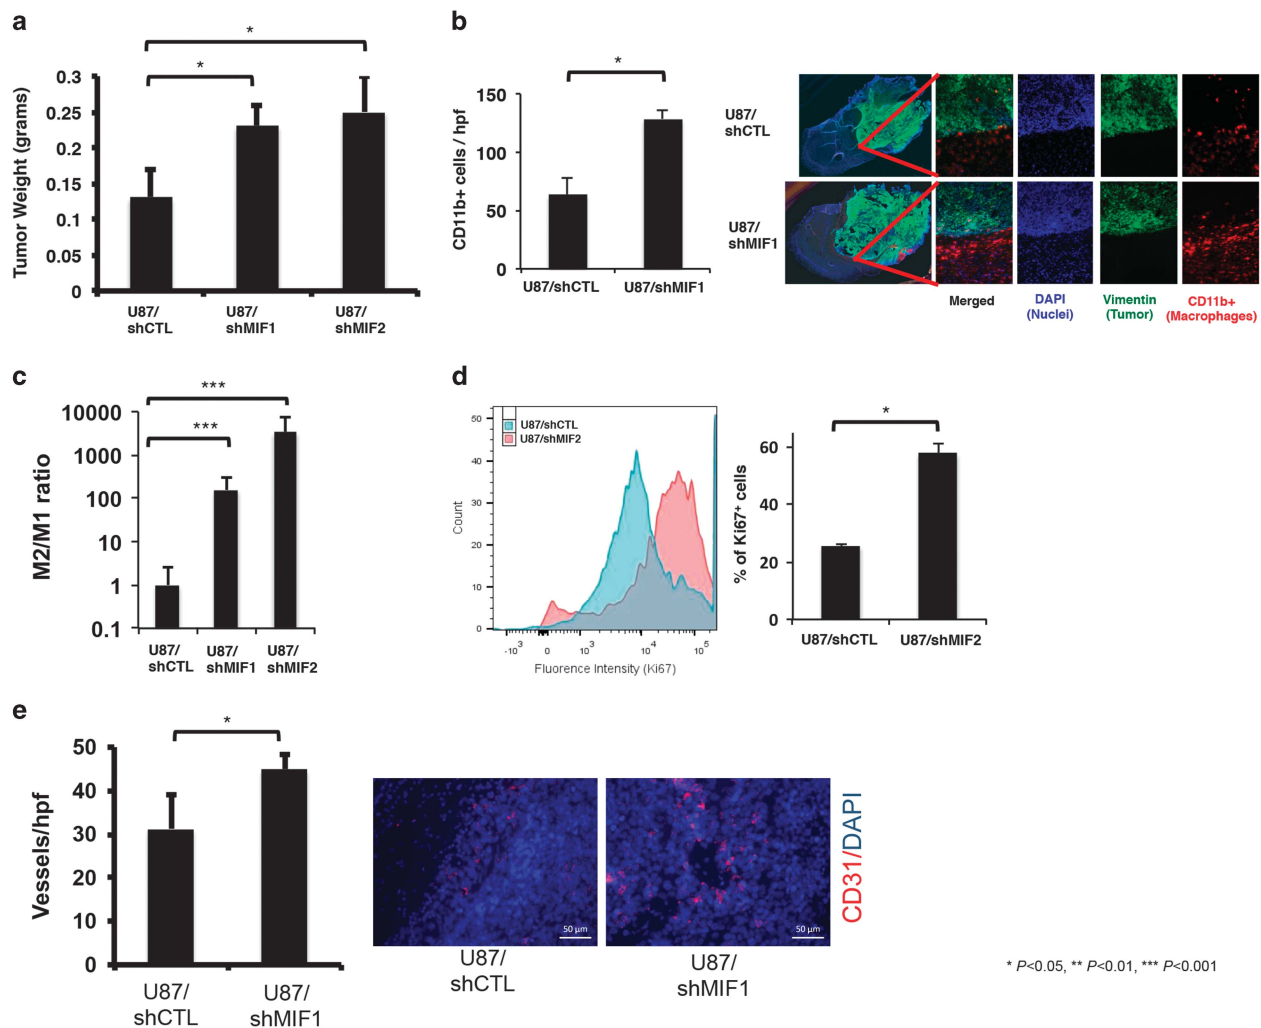 a
*
*
Tumor Weight (grams)
0.3
0.25
0.2
0.15
0.1
0.05
0
U87/
shCTL
U87/
shMIF1
U87/
shMIF2
b
*
CD11b+ cells / hpf
150
100
50
0
U87/shCTL
U87/shMIF1
U87/
shCTL
U87/
shMIF1
Merged
DAPI
(Nuclei)
Vimentin
(Tumor)
CD11b+
(Macrophages)
c
***
***
M2/M1 ratio
10000
1000
100
10
1
0.1
U87/
shCTL
U87/
shMIF1
U87/
shMIF2
d
U87/shCTL
U87/shMIF2
Count
50
40
30
20
10
0
-10³
0
10³
10⁴
10⁵
Fluorence Intensity (Ki67)
*
% of Ki67⁺ cells
60
40
20
0
U87/shCTL
U87/shMIF2
e
*
Vessels/hpf
50
40
30
20
10
0
U87/
shCTL
U87/
shMIF1
50 µm
50 µm
U87/
shCTL
U87/
shMIF1
CD31/DAPI
* P<0.05, ** P<0.01, *** P<0.001